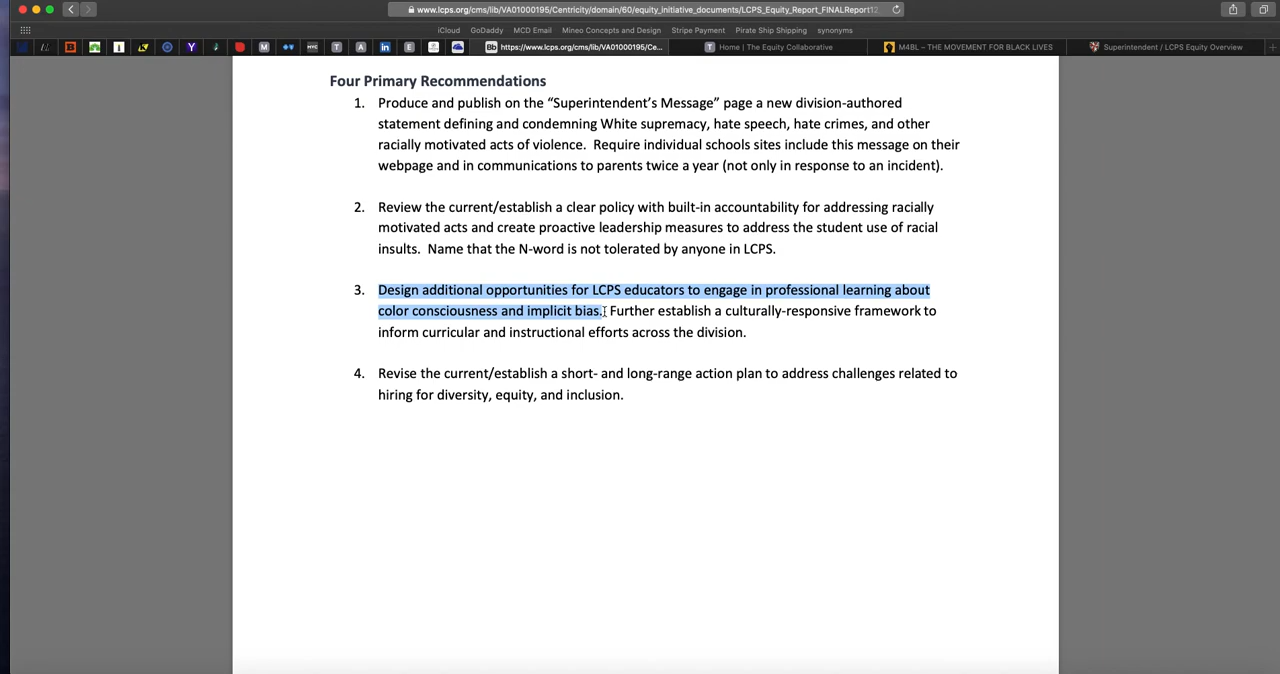 www.lcps.org/cms/lib/VA01000195/Centricity/domain/60/equity_initiative_documents/LCPS_Equity_Report_FINALReport12
iCloud GoDaddy MCD Email Mineo Concepts and Design Stripe Payment Pirate Ship Shipping synonyms
https://www.lcps.org/cms/lib/VA01000195/Ce... Home | The Equity Collaborative M4BL – THE MOVEMENT FOR BLACK LIVES Superintendent / LCPS Equity Overview
Four Primary Recommendations
1. Produce and publish on the “Superintendent’s Message” page a new division-authored
statement defining and condemning White supremacy, hate speech, hate crimes, and other
racially motivated acts of violence. Require individual schools sites include this message on their
webpage and in communications to parents twice a year (not only in response to an incident).
2. Review the current/establish a clear policy with built-in accountability for addressing racially
motivated acts and create proactive leadership measures to address the student use of racial
insults. Name that the N-word is not tolerated by anyone in LCPS.
3. Design additional opportunities for LCPS educators to engage in professional learning about
color consciousness and implicit bias. Further establish a culturally-responsive framework to
inform curricular and instructional efforts across the division.
4. Revise the current/establish a short- and long-range action plan to address challenges related to
hiring for diversity, equity, and inclusion.